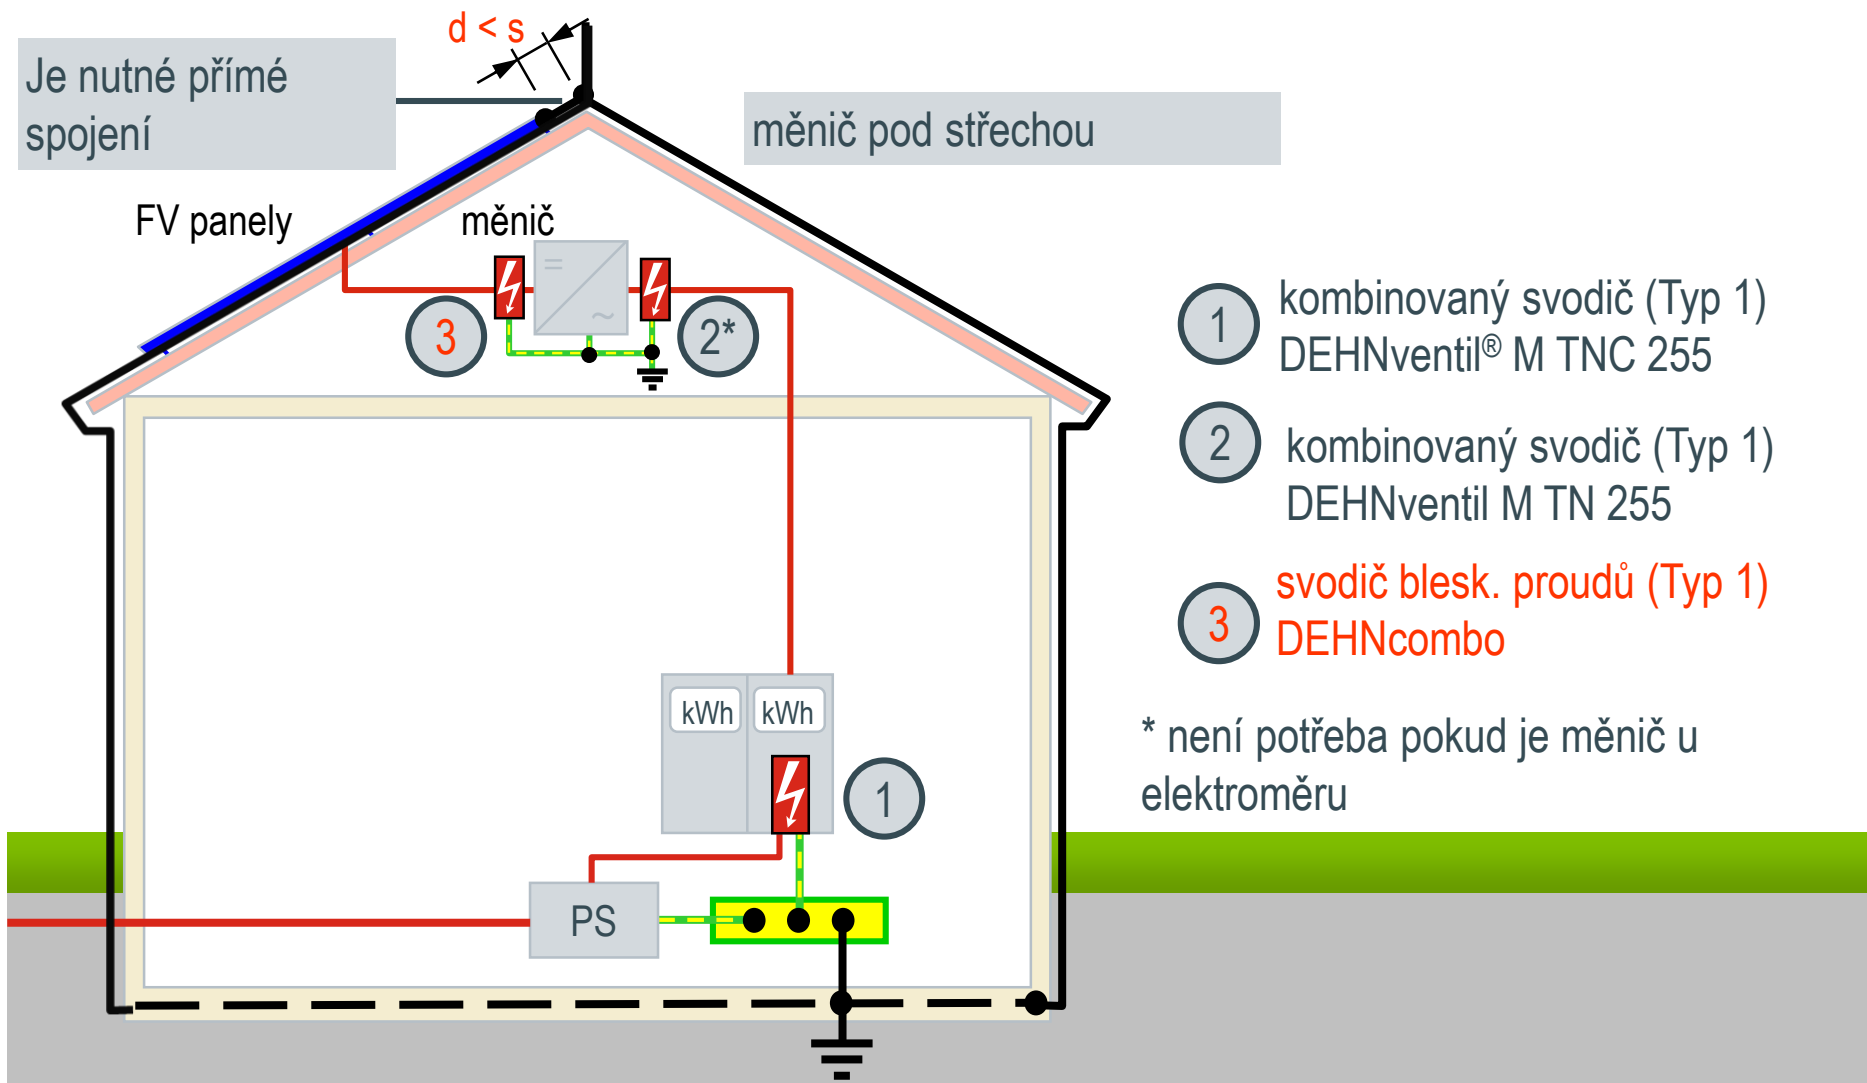 d < s
Je nutné přímé
spojení
měnič pod střechou
FV panely
měnič
=
~
3
2*
1
kombinovaný svodič (Typ 1)
DEHNventil® M TNC 255
2
kombinovaný svodič (Typ 1)
DEHNventil M TN 255
3
svodič blesk. proudů (Typ 1)
DEHNcombo
kWh
kWh
1
* není potřeba pokud je měnič u
elektroměru
PS